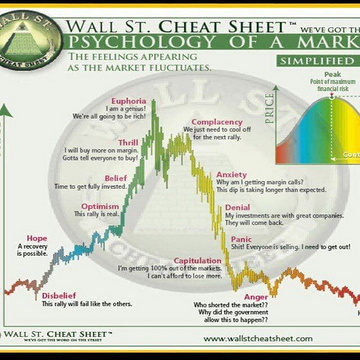 WALL ST.
CHEAT SHEET
WALL ST. CHEAT SHEET™ WE'VE GOT TH
PSYCHOLOGY OF A MARK
THE FEELINGS APPEARING
AS THE MARKET FLUCTUATES.
SIMPLIFIED
Peak
Point of maximum
financial risk
PRICE
Euphoria
I am a genius!
We're all going to be rich!
Complacency
We just need to cool off
for the next rally.
Thrill
I will buy more on margin.
Gotta tell everyone to buy!
Belief
Time to get fully invested.
Anxiety
Why am I getting margin calls?
This dip is taking longer than expected.
Optimism
This rally is real.
Denial
My investments are with great companies.
They will come back.
Hope
A recovery
is possible.
Panic
Shit! Everyone is selling. I need to get out!
Capitulation
I'm getting 100% out of the markets.
I can't afford to lose more.
Disbelief
This rally will fail like the others.
Anger
Who shorted the market??
Why did the government
allow this to happen??
WALL ST. CHEAT SHEET™
WE'VE GOT THE WORD ON THE STREET
www.wallstcheatsheet.com